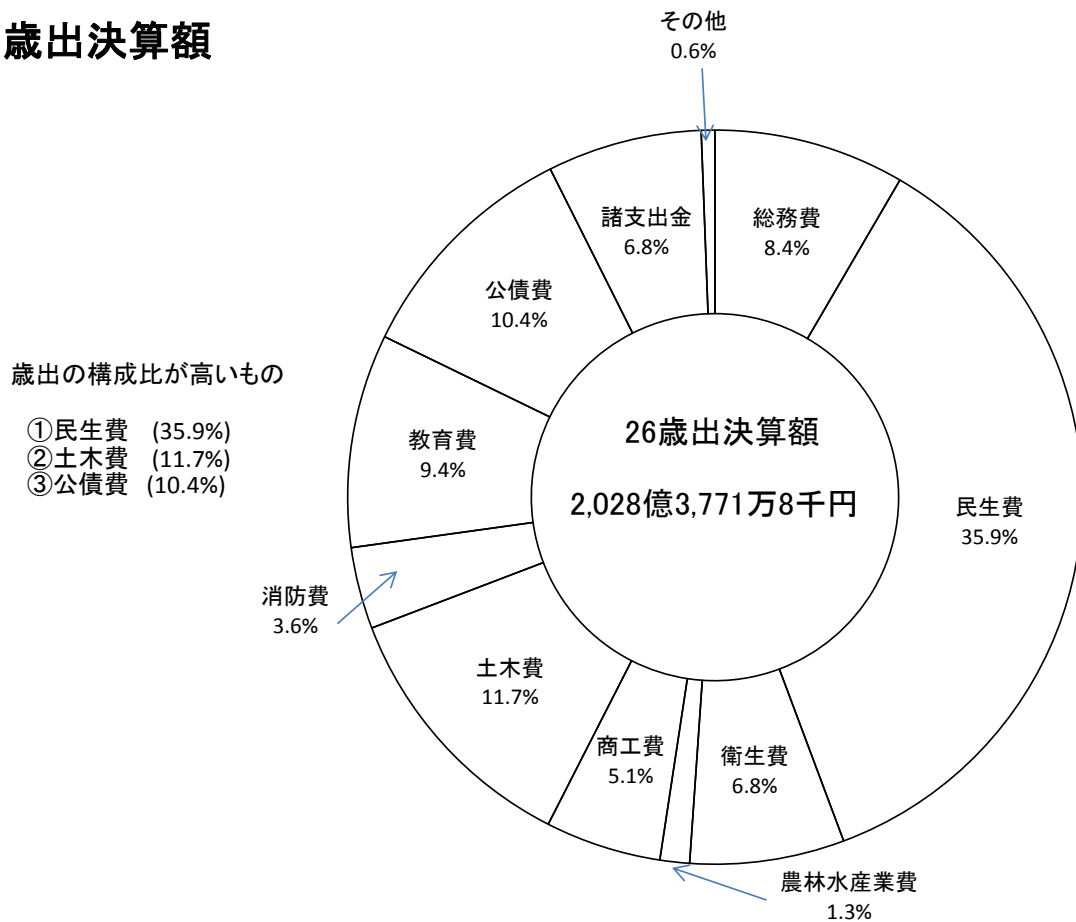 歳出決算額
その他
0.6%
総務費
8.4%
民生費
35.9%
衛生費
6.8%
農林水産業費
1.3%
商工費
5.1%
土木費
11.7%
消防費
3.6%
教育費
9.4%
公債費
10.4%
諸支出金
6.8%
26歳出決算額
2,028億3,771万8千円
歳出の構成比が高いもの
①民生費 (35.9%)
②土木費 (11.7%)
③公債費 (10.4%)